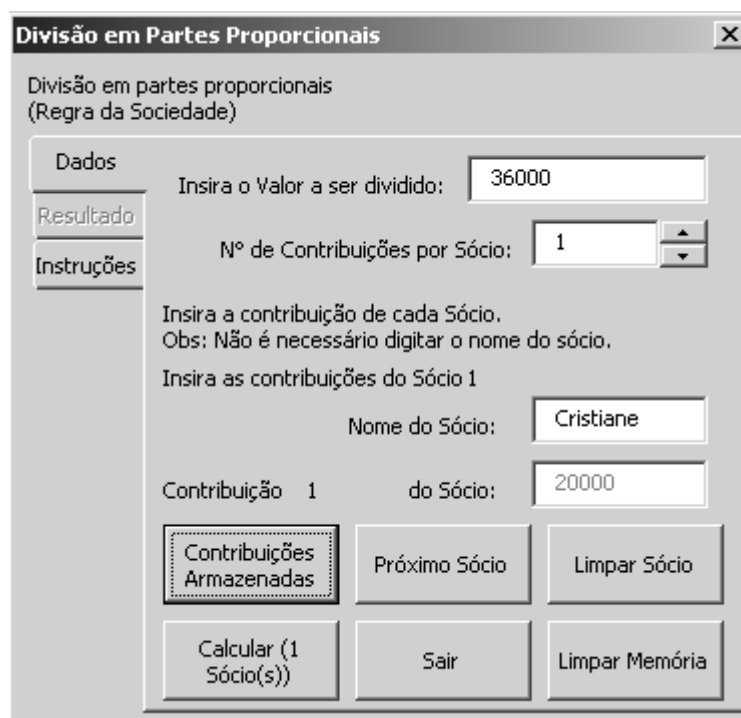 Divisão em Partes Proporcionais
Divisão em partes proporcionais
(Regra da Sociedade)
Dados
Resultado
Instruções
Insira o Valor a ser dividido: 36000
Nº de Contribuições por Sócio: 1
Insira a contribuição de cada Sócio.
Obs: Não é necessário digitar o nome do sócio.
Insira as contribuições do Sócio 1
Nome do Sócio: Cristiane
Contribuição 1 do Sócio: 20000
Contribuições
Armazenadas
Próximo Sócio
Limpar Sócio
Calcular (1
Sócio(s))
Sair
Limpar Memória